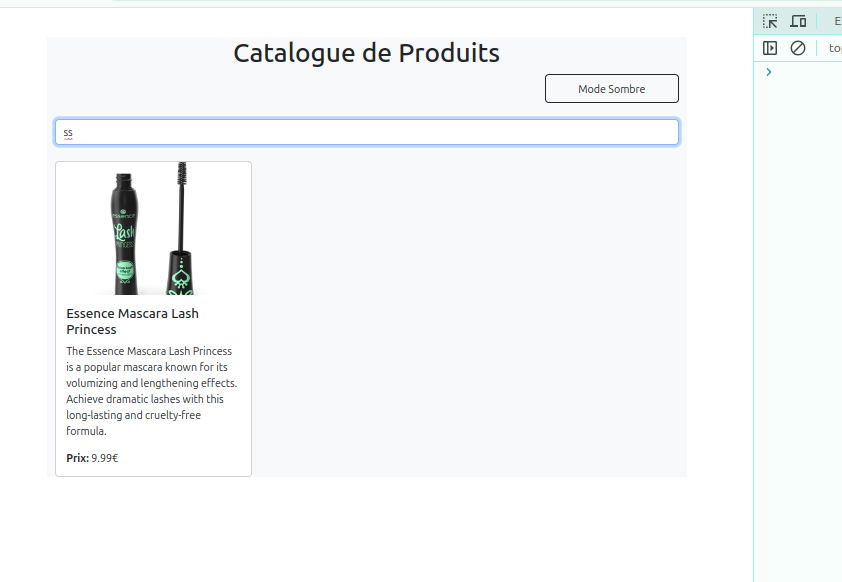 Catalogue de Produits
Mode Sombre
ss
essence
Lash
PRINCESS
Essence Mascara Lash
Princess
The Essence Mascara Lash Princess
is a popular mascara known for its
volumizing and lengthening effects.
Achieve dramatic lashes with this
long-lasting and cruelty-free
formula.
Prix: 9.99€